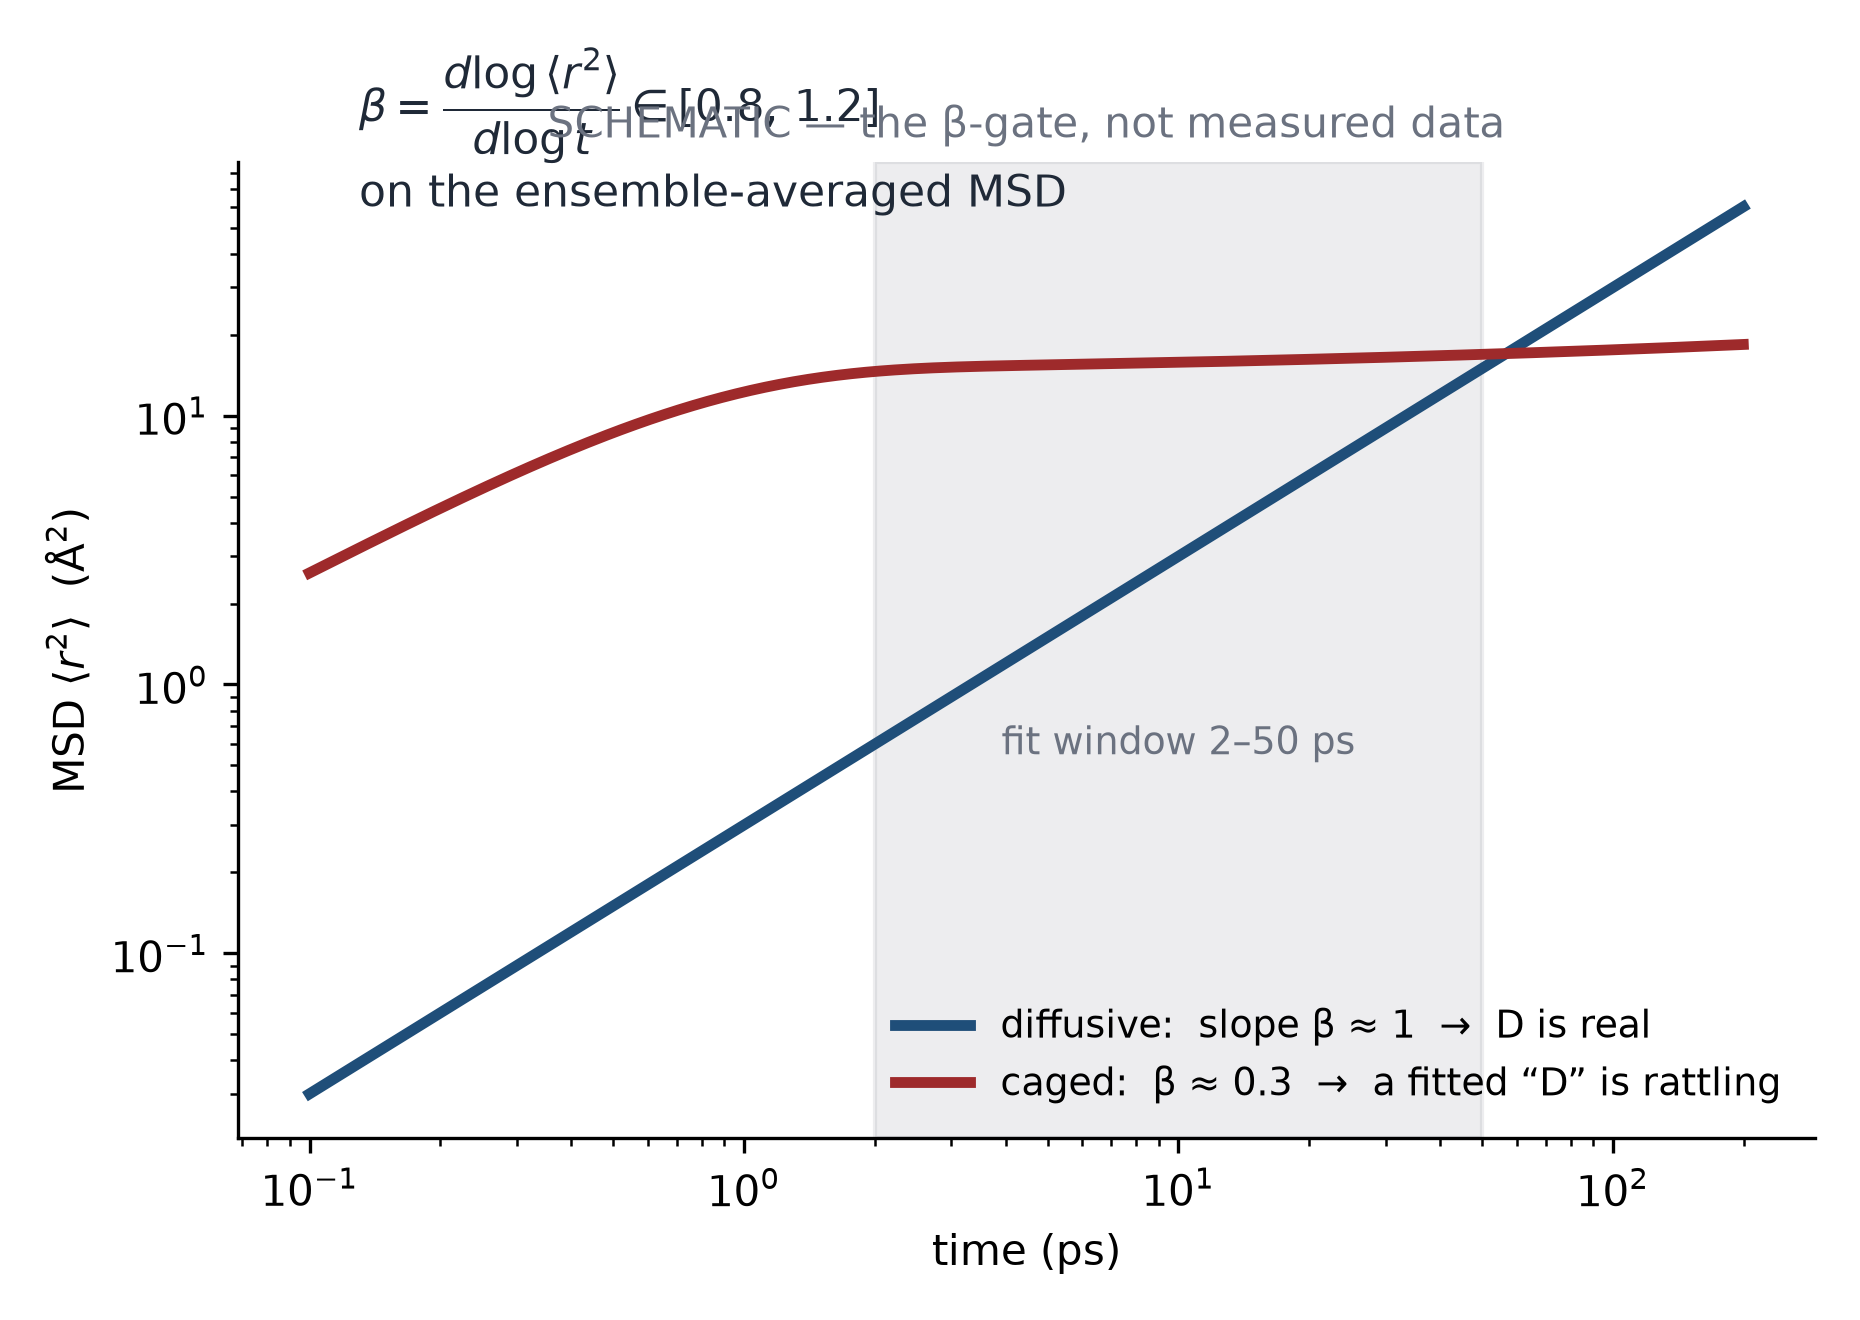 β = d log ⟨r²⟩ / d log t ∈ [0.8, 1.2]
SCHEMATIC — the β-gate, not measured data
on the ensemble-averaged MSD
MSD ⟨r²⟩ (Å²)
10¹
10⁰
10⁻¹
fit window 2–50 ps
diffusive: slope β ≈ 1 → D is real
caged: β ≈ 0.3 → a fitted “D” is rattling
10⁻¹ 10⁰ 10¹ 10²
time (ps)